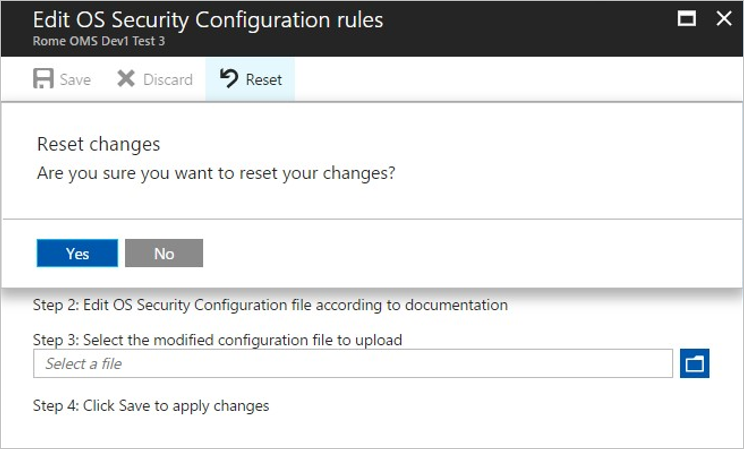 Edit OS Security Configuration rules
Rome OMS Dev1 Test 3
Save Discard Reset
Reset changes
Are you sure you want to reset your changes?
Yes No
Step 2: Edit OS Security Configuration file according to documentation
Step 3: Select the modified configuration file to upload
Select a file
Step 4: Click Save to apply changes